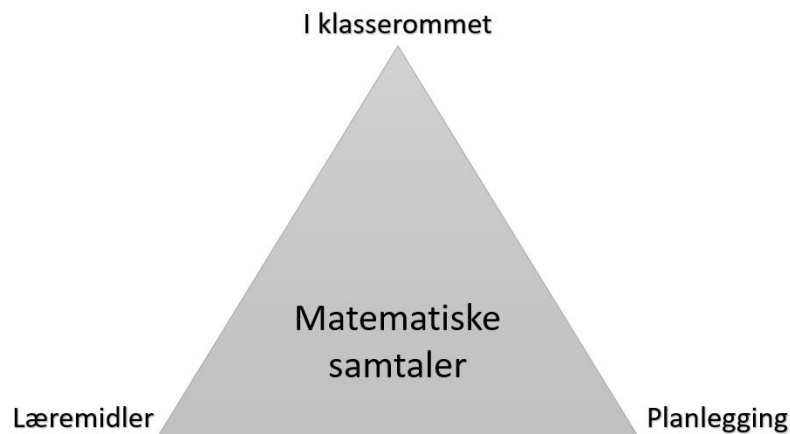 I klasserommet
Matematiske
samtaler
Læremidler
Planlegging